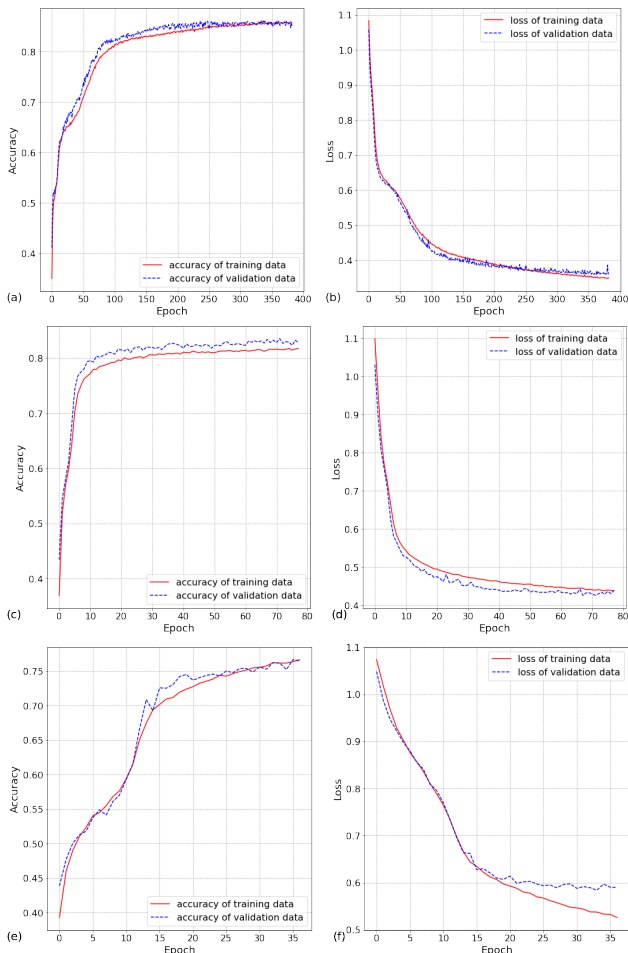 0.8
0.7
0.6
0.5
0.4
Accuracy
accuracy of training data
accuracy of validation data
0 50 100 150 200 250 300 350 400
(a)
Epoch
1.1
1.0
0.9
0.8
0.7
0.6
0.5
0.4
Loss
loss of training data
loss of validation data
0 50 100 150 200 250 300 350 400
(b)
Epoch
0.8
0.7
0.6
0.5
0.4
Accuracy
accuracy of training data
accuracy of validation data
0 10 20 30 40 50 60 70 80
(c)
Epoch
1.1
1.0
0.9
0.8
0.7
0.6
0.5
0.4
Loss
loss of training data
loss of validation data
0 10 20 30 40 50 60 70 80
(d)
Epoch
0.75
0.70
0.65
0.60
0.55
0.50
0.45
0.40
Accuracy
accuracy of training data
accuracy of validation data
0 5 10 15 20 25 30 35
(e)
Epoch
1.1
1.0
0.9
0.8
0.7
0.6
0.5
Loss
loss of training data
loss of validation data
0 5 10 15 20 25 30 35
(f)
Epoch